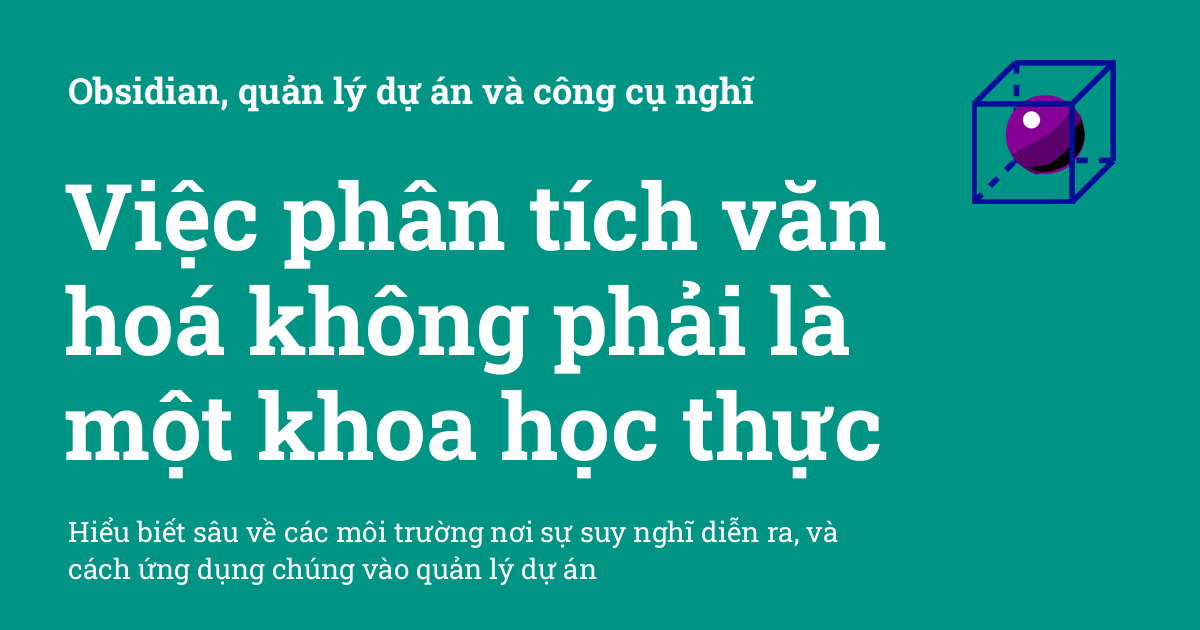 Obsidian, quản lý dự án và công cụ nghĩ
Việc phân tích văn
hoá không phải là
một khoa học thực
Hiểu biết sâu về các môi trường nơi sự suy nghĩ diễn ra, và
cách ứng dụng chúng vào quản lý dự án